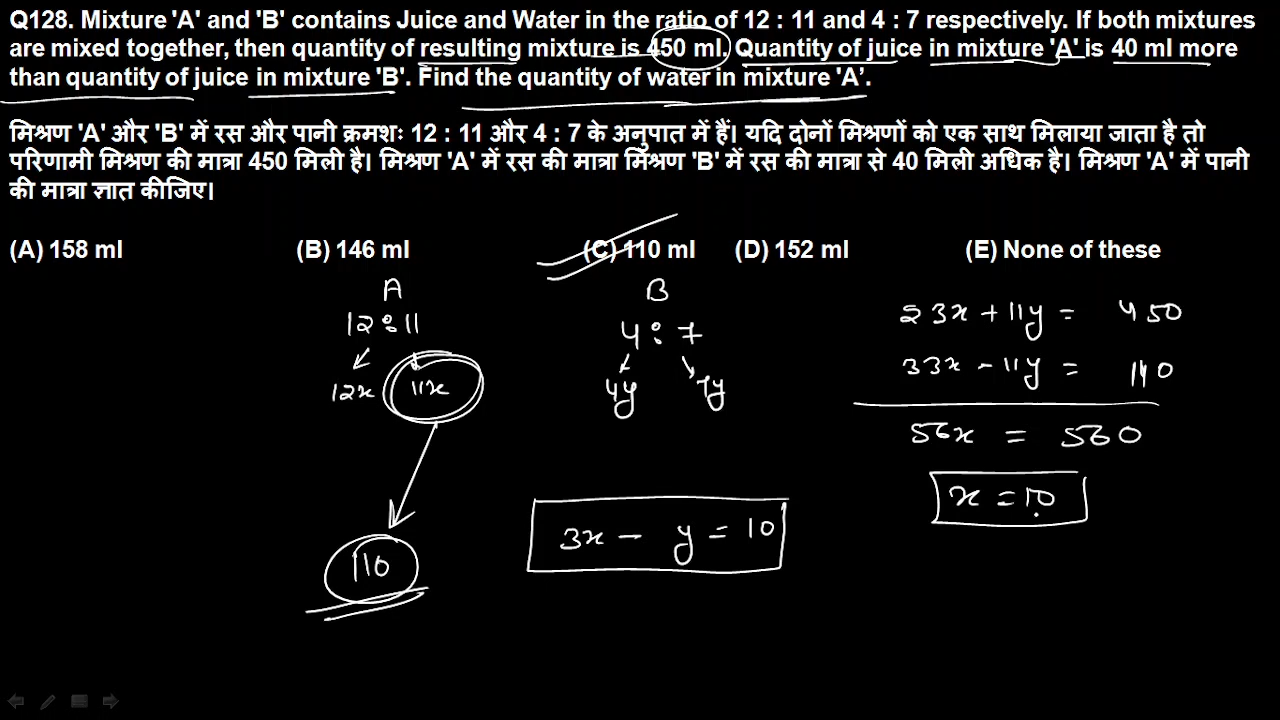 Q128. Mixture 'A' and 'B' contains Juice and Water in the ratio of 12 : 11 and 4 : 7 respectively. If both mixtures
are mixed together, then quantity of resulting mixture is 450 ml. Quantity of juice in mixture 'A' is 40 ml more
than quantity of juice in mixture 'B'. Find the quantity of water in mixture 'A'.
मिश्रण 'A' और 'B' में रस और पानी क्रमशः 12 : 11 और 4 : 7 के अनुपात में हैं। यदि दोनों मिश्रणों को एक साथ मिलाया जाता है तो
परिणामी मिश्रण की मात्रा 450 मिली है। मिश्रण 'A' में रस की मात्रा मिश्रण 'B' में रस की मात्रा से 40 मिली अधिक है। मिश्रण 'A' में पानी
की मात्रा ज्ञात कीजिए।
(A) 158 ml (B) 146 ml (C) 110 ml (D) 152 ml (E) None of these
A B
12 : 11 4 : 7 23x + 11y = 450
12x 11x 4y 7y 33x - 11y = 110
56x = 560
x = 10
3x - y = 10
110